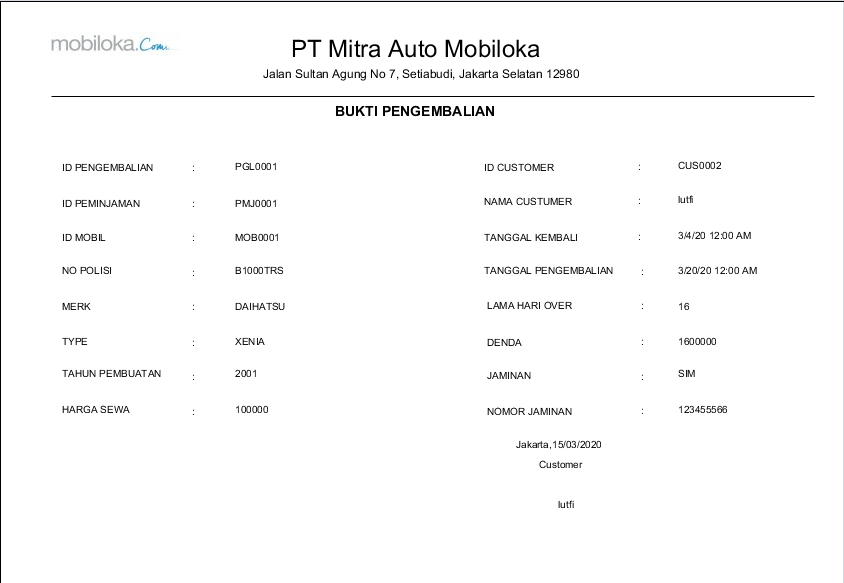 mobiloka.Com
PT Mitra Auto Mobiloka
Jalan Sultan Agung No 7, Setiabudi, Jakarta Selatan 12980
BUKTI PENGEMBALIAN
ID PENGEMBALIAN : PGL0001 ID CUSTOMER : CUS0002
ID PEMINJAMAN : PMJ0001 NAMA CUSTUMER : lutfi
ID MOBIL : MOB0001 TANGGAL KEMBALI : 3/4/20 12:00 AM
NO POLISI : B1000TRS TANGGAL PENGEMBALIAN : 3/20/20 12:00 AM
MERK : DAIHATSU LAMA HARI OVER : 16
TYPE : XENIA DENDA : 1600000
TAHUN PEMBUATAN : 2001 JAMINAN : SIM
HARGA SEWA : 100000 NOMOR JAMINAN : 123455566
Jakarta,15/03/2020
Customer
lutfi